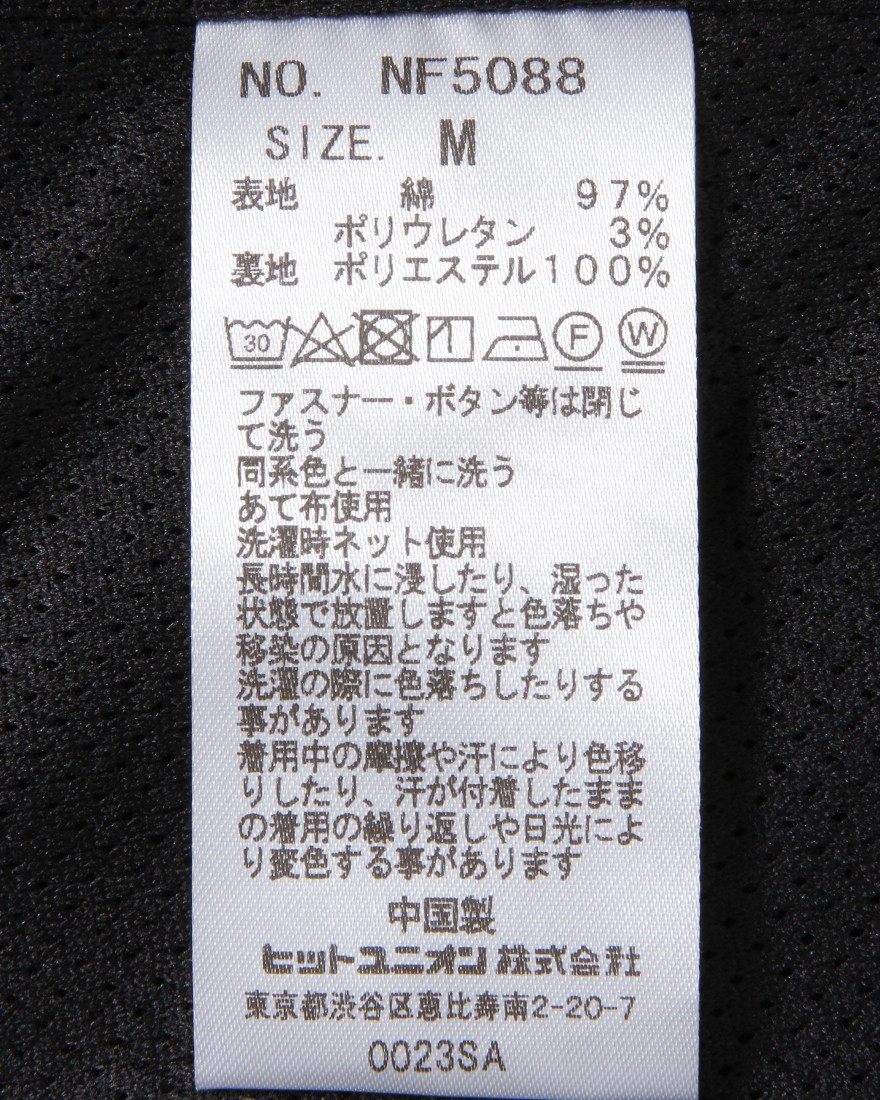 NO. NF5088
SIZE. M
表地 綿 97%
ポリウレタン 3%
裏地 ポリエステル100%
30 F W
ファスナー・ボタン等は閉じ
て洗う
同系色と一緒に洗う
あて布使用
洗濯時ネット使用
長時間水に浸したり、湿った
状態で放置しますと色落ちや
移染の原因となります
洗濯の際に色落ちしたりする
事があります
着用中の摩擦や汗により色移
りしたり、汗が付着したまま
の着用の繰り返しや日光によ
り変色する事があります
中国製
ヒットユニオン株式会社
東京都渋谷区恵比寿南2-20-7
0023SA